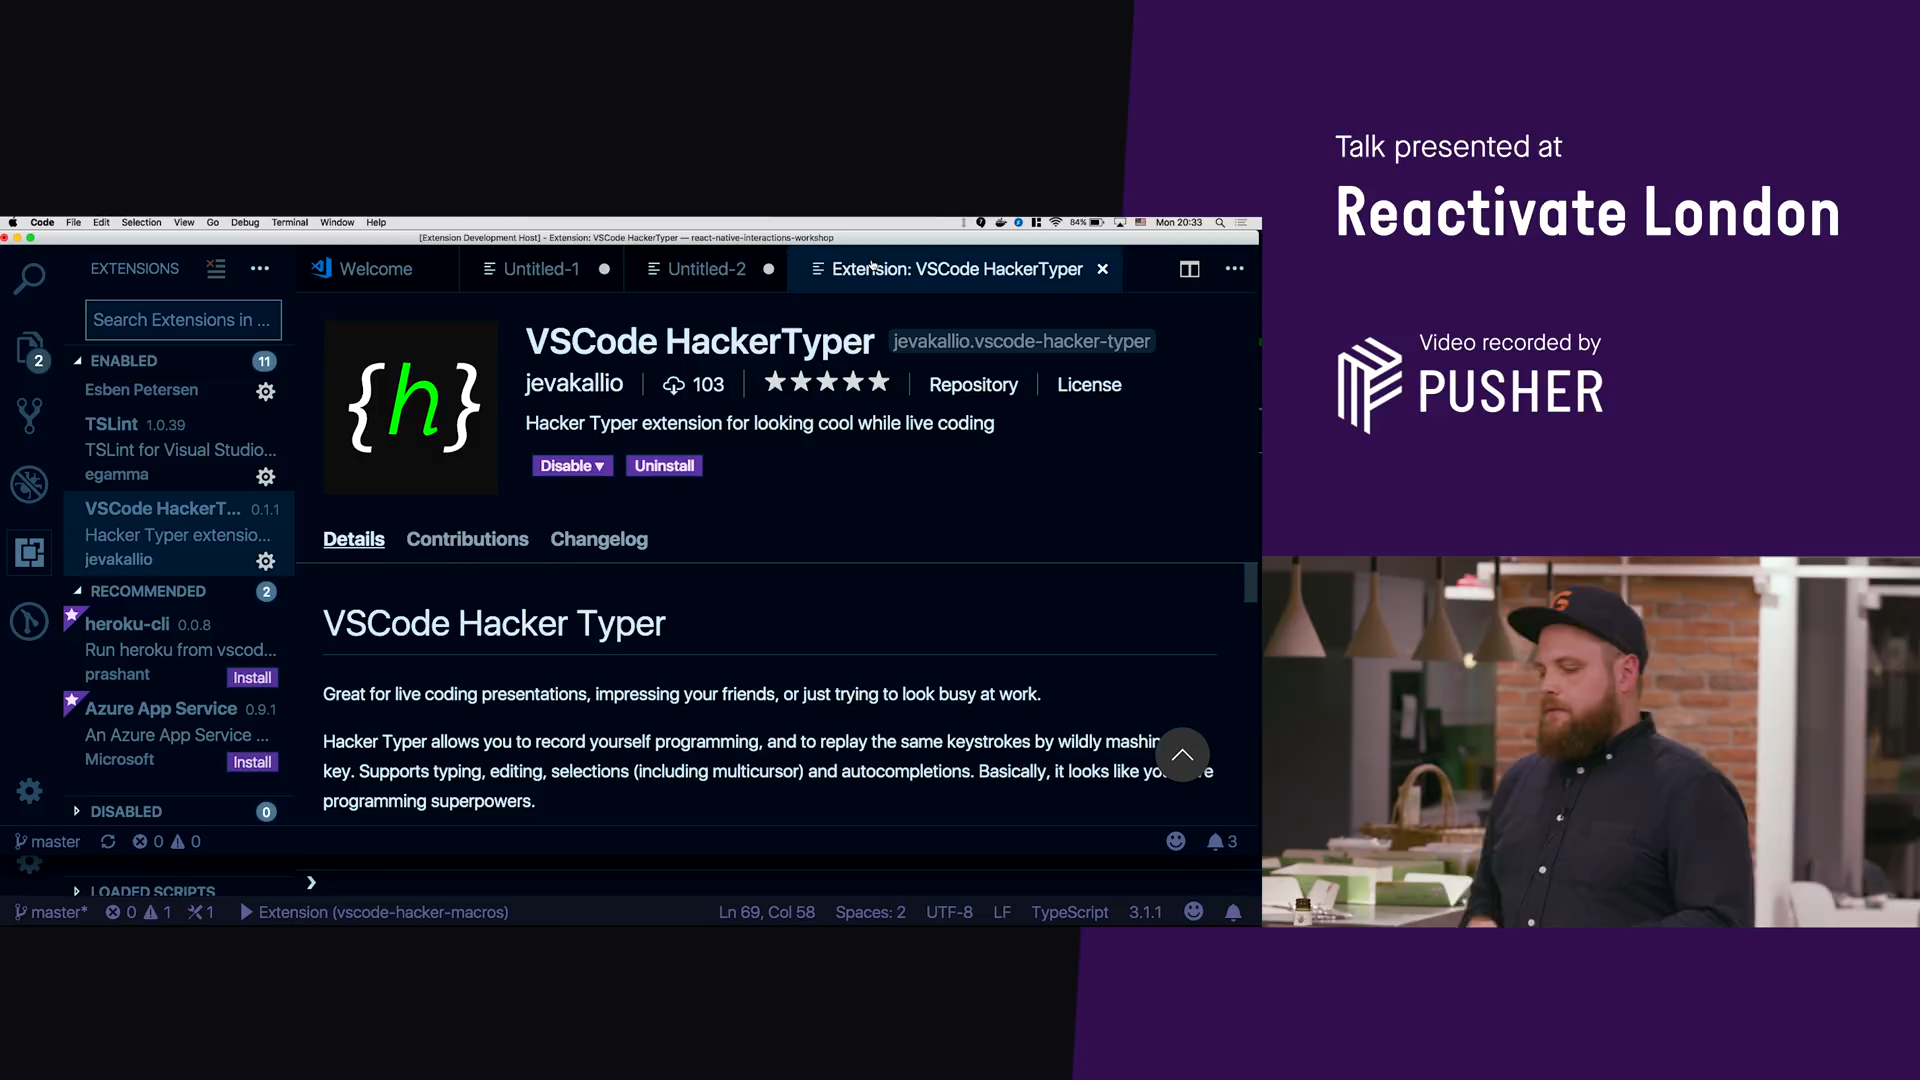 Talk presented at
Reactivate London
Video recorded by
PUSHER
Code File Edit Selection View Go Debug Terminal Window Help
84% Mon 20:33
[Extension Development Host] - Extension: VSCode HackerTyper — react-native-interactions-workshop
EXTENSIONS
Welcome
Untitled-1
Untitled-2
Extension: VSCode HackerTyper
Search Extensions in ...
2
ENABLED 11
Esben Petersen
TSLint 1.0.39
TSLint for Visual Studio...
egamma
VSCode HackerT... 0.1.1
Hacker Typer extensio...
jevakallio
RECOMMENDED 2
heroku-cli 0.0.8
Run heroku from vscod...
prashant Install
Azure App Service 0.9.1
An Azure App Service ...
Microsoft Install
DISABLED 0
{h}
VSCode HackerTyper jevakallio.vscode-hacker-typer
jevakallio 103 Repository License
Hacker Typer extension for looking cool while live coding
Disable Uninstall
Details Contributions Changelog
VSCode Hacker Typer
Great for live coding presentations, impressing your friends, or just trying to look busy at work.
Hacker Typer allows you to record yourself programming, and to replay the same keystrokes by wildly mashin
key. Supports typing, editing, selections (including multicursor) and autocompletions. Basically, it looks like yo
programming superpowers.
master 0 0 3
LOADED SCRIPTS
master* 0 1 1 Extension (vscode-hacker-macros) Ln 69, Col 58 Spaces: 2 UTF-8 LF TypeScript 3.1.1